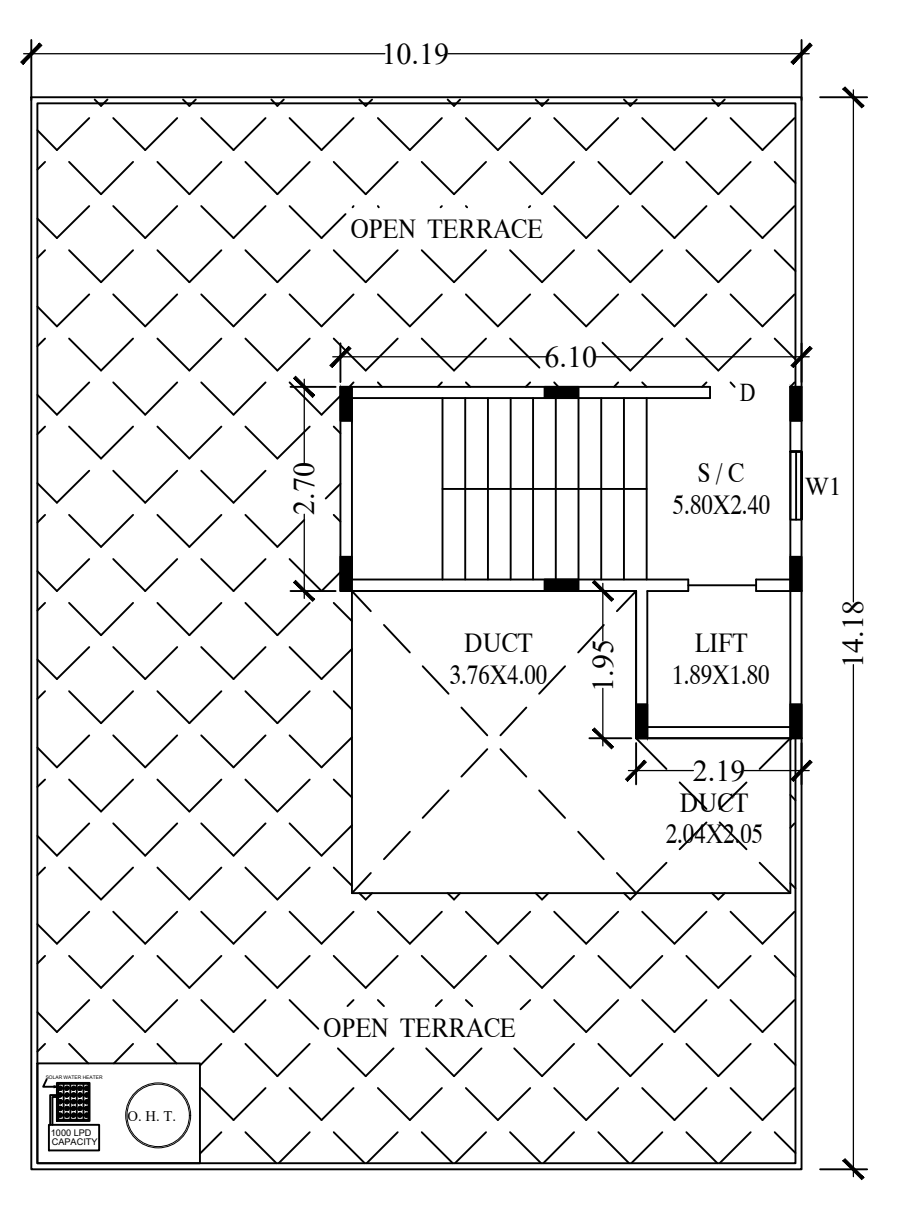 10.19
OPEN TERRACE
6.10
D
2.70
S / C
5.80X2.40
W1
14.18
DUCT
3.76X4.00
1.95
LIFT
1.89X1.80
2.19
DUCT
2.04X2.05
OPEN TERRACE
SOLAR WATER HEATER
O. H. T.
1000 LPD
CAPACITY